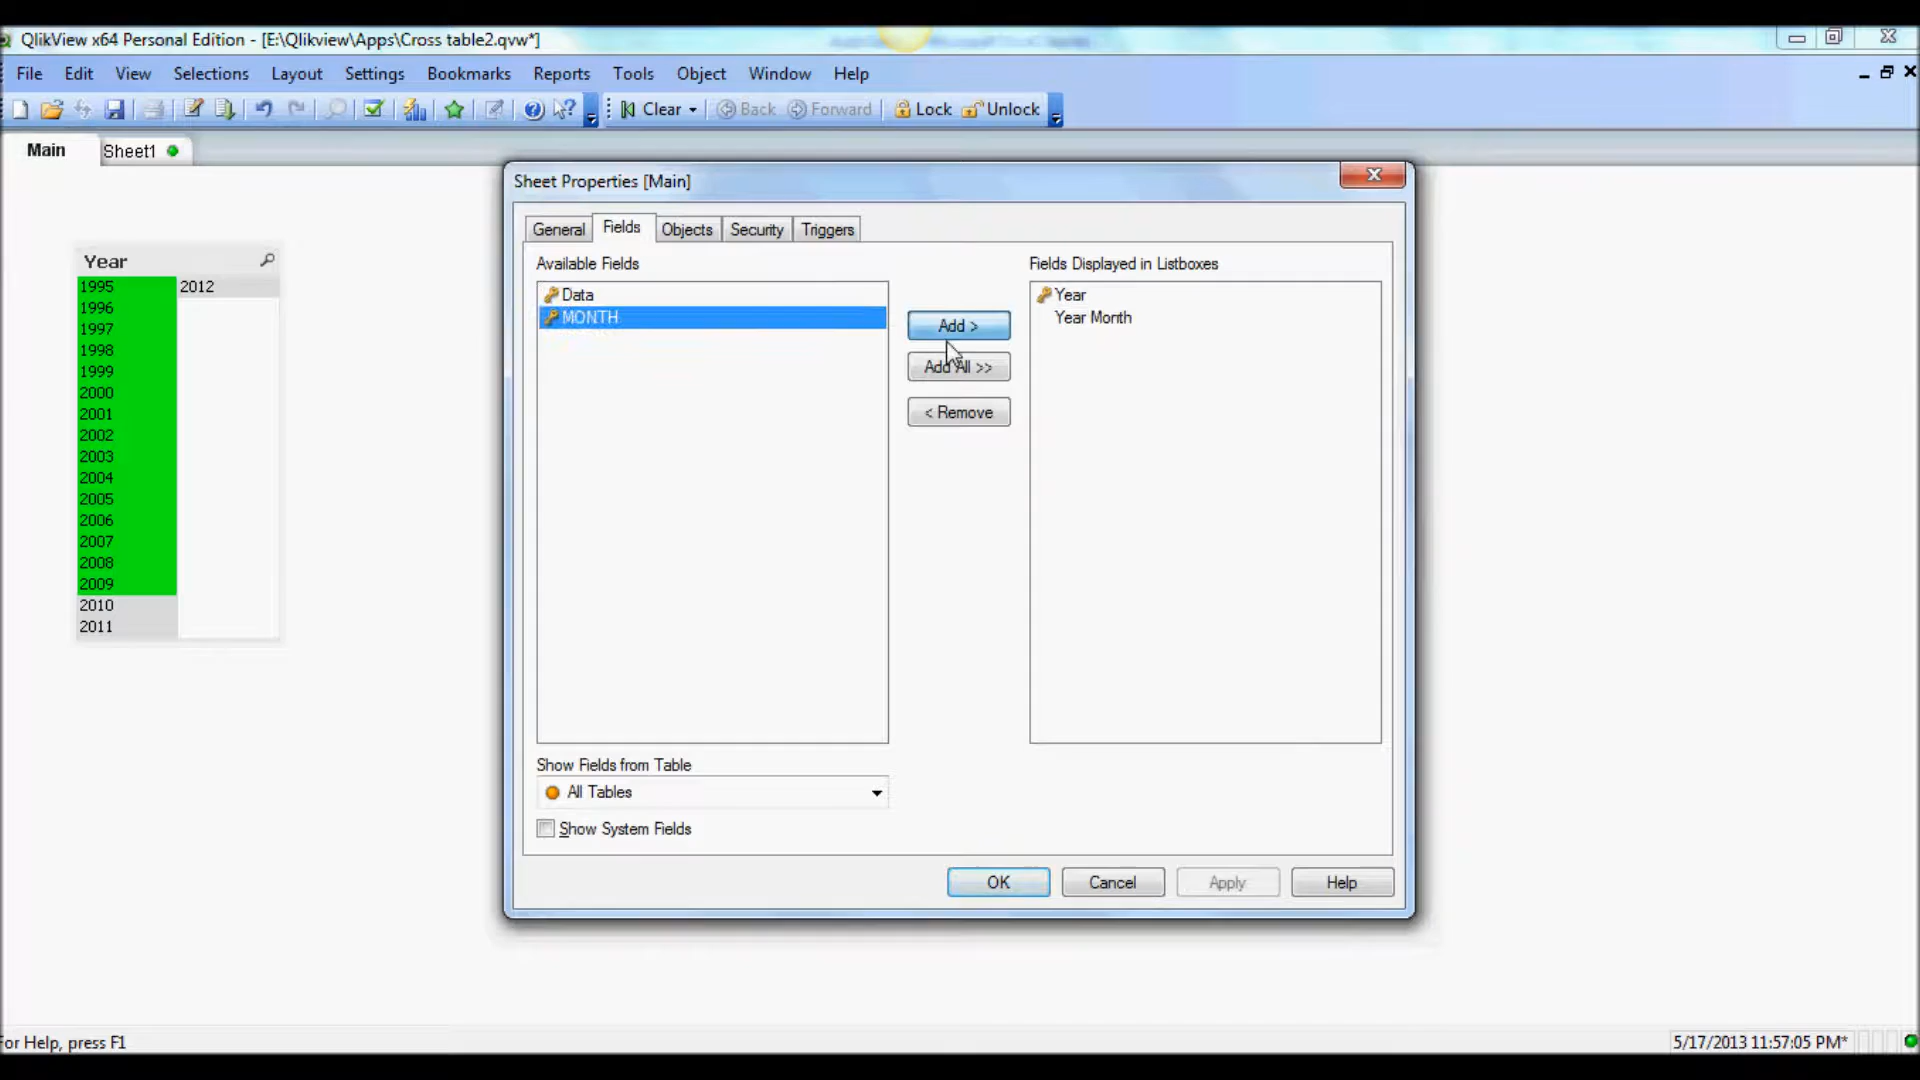 QlikView x64 Personal Edition - [E:\Qlikview\Apps\Cross table2.qvw*]
File Edit View Selections Layout Settings Bookmarks Reports Tools Object Window Help
Clear Back Forward Lock Unlock
Main Sheet1
Sheet Properties [Main]
General Fields Objects Security Triggers
Available Fields
Data
MONTH
Add >
Add All >>
< Remove
Fields Displayed in Listboxes
Year
Year Month
Year
1995 2012
1996
1997
1998
1999
2000
2001
2002
2003
2004
2005
2006
2007
2008
2009
2010
2011
Show Fields from Table
All Tables
Show System Fields
OK Cancel Apply Help
For Help, press F1
5/17/2013 11:57:05 PM*